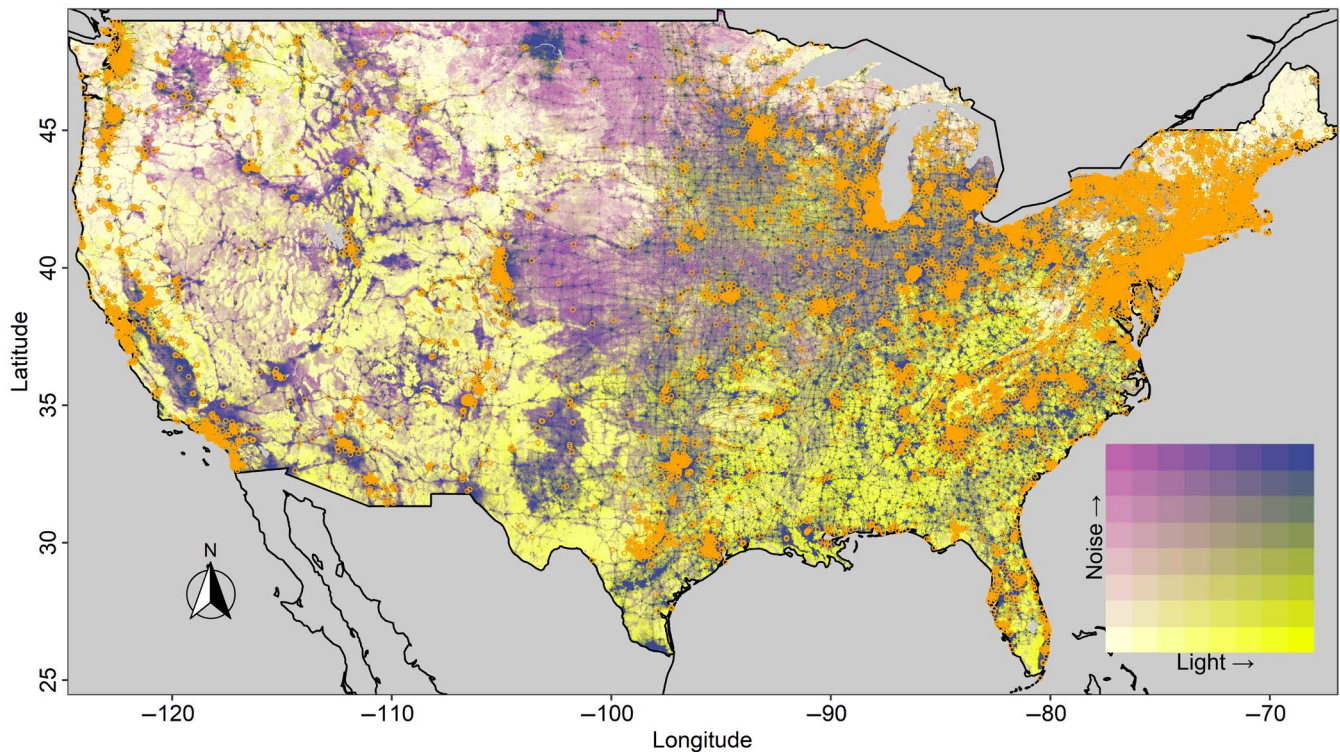 45
40
35
30
25
Latitude
N
Noise →
Light →
–120
–110
–100
–90
–80
–70
Longitude